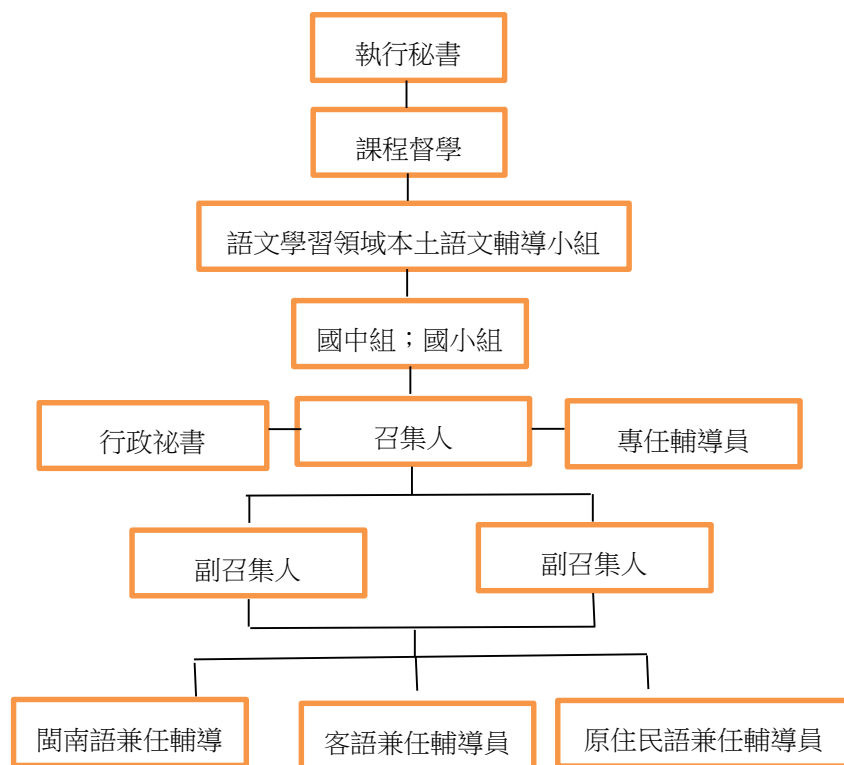 執行秘書
課程督學
語文學習領域本土語文輔導小組
國中組；國小組
行政祕書
召集人
專任輔導員
副召集人
副召集人
閩南語兼任輔導
客語兼任輔導員
原住民語兼任輔導員